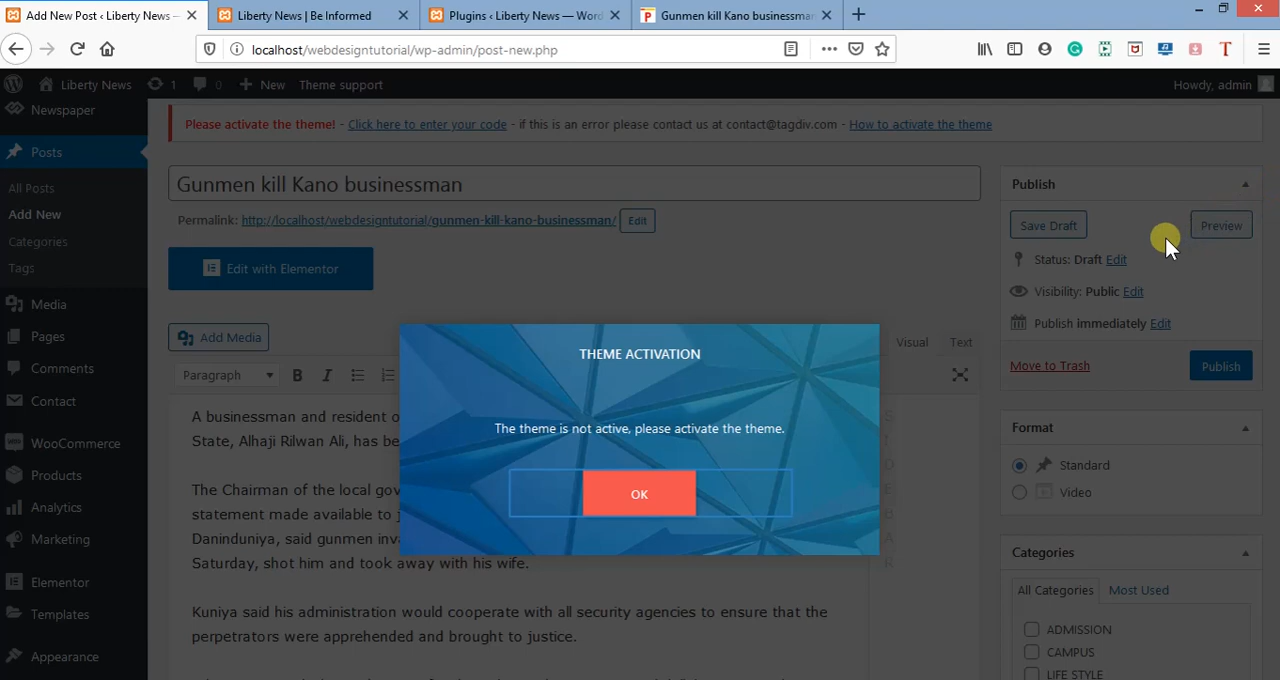 Add New Post ‹ Liberty News —
Liberty News | Be Informed
Plugins ‹ Liberty News — Word
Gunmen kill Kano businessman
localhost/webdesigntutorial/wp-admin/post-new.php
Liberty News
1
0
New
Theme support
Howdy, admin
Newspaper
Please activate the theme! - Click here to enter your code - if this is an error please contact us at contact@tagdiv.com - How to activate the theme
Posts
All Posts
Add New
Categories
Tags
Media
Pages
Comments
Contact
WooCommerce
Products
Analytics
Marketing
Elementor
Templates
Appearance
Gunmen kill Kano businessman
Permalink: http://localhost/webdesigntutorial/gunmen-kill-kano-businessman/ Edit
Edit with Elementor
Add Media
Visual
Text
Paragraph
B
I
A businessman and resident o
State, Alhaji Rilwan Ali, has be
The Chairman of the local gov
statement made available to j
Daninduniya, said gunmen inv
Saturday, shot him and took away with his wife.
Kuniya said his administration would cooperate with all security agencies to ensure that the
perpetrators were apprehended and brought to justice.
THEME ACTIVATION
The theme is not active, please activate the theme.
OK
Publish
Save Draft
Preview
Status: Draft Edit
Visibility: Public Edit
Publish immediately Edit
Move to Trash
Publish
Format
Standard
Video
Categories
All Categories
Most Used
ADMISSION
CAMPUS
LIFE STYLE